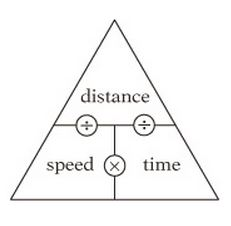 distance
÷ ÷
speed × time